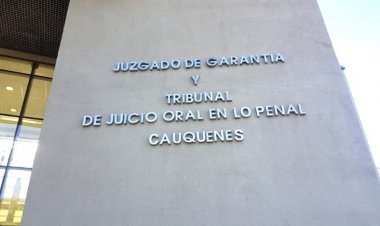 JUZGADO DE GARANTIA
Y
TRIBUNAL
DE JUICIO ORAL EN LO PENAL
CAUQUENES